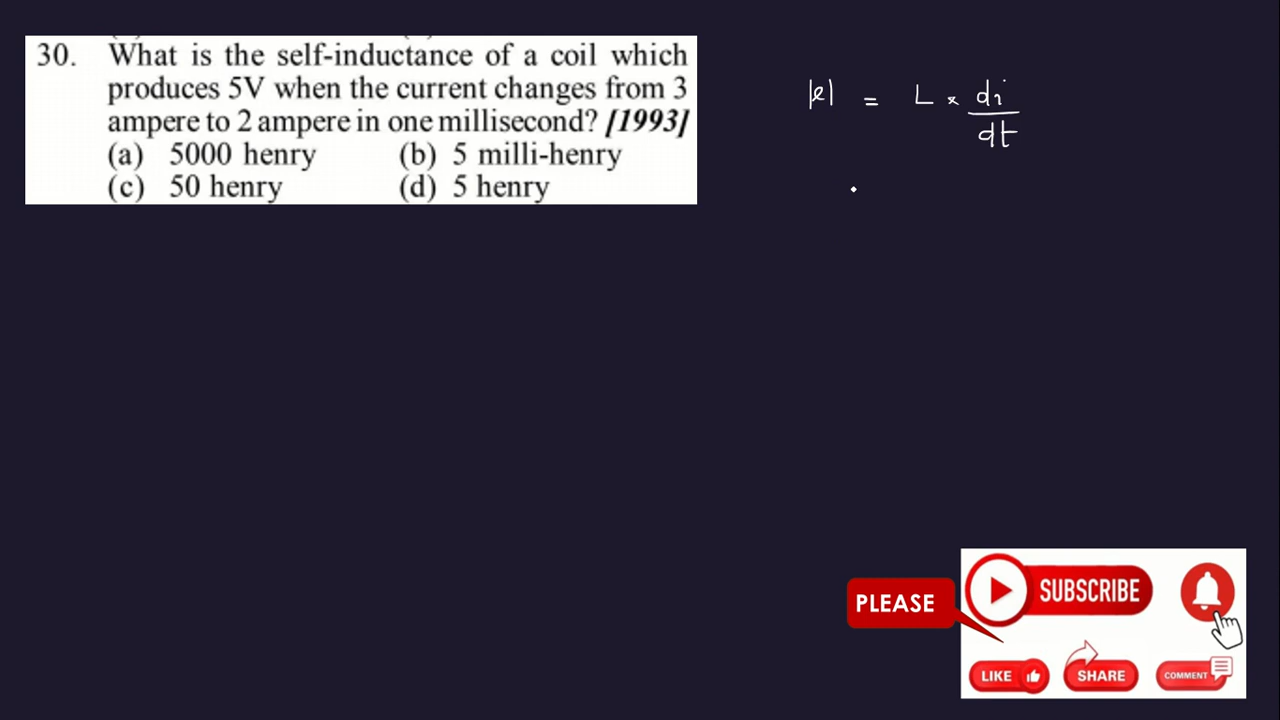 30. What is the self-inductance of a coil which
produces 5V when the current changes from 3
ampere to 2 ampere in one millisecond? [1993]
(a) 5000 henry (b) 5 milli-henry
(c) 50 henry (d) 5 henry
|e| = L × di
dt
PLEASE
SUBSCRIBE
LIKE SHARE COMMENT